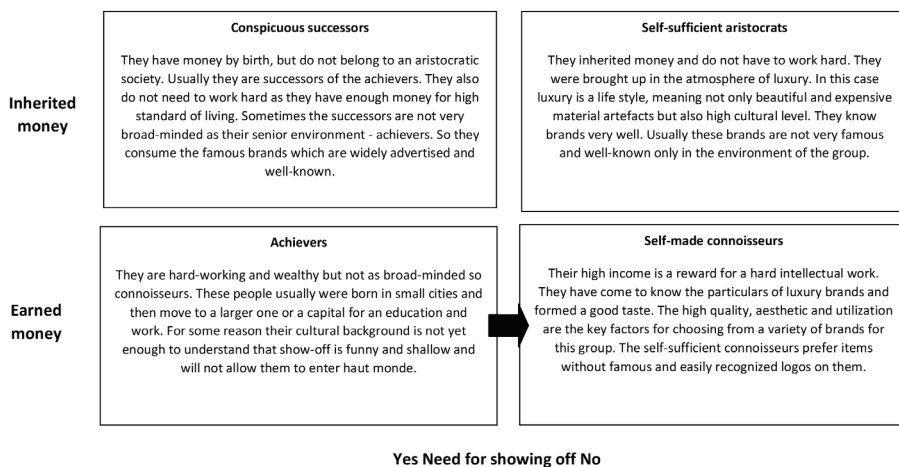 Conspicuous successors
They have money by birth, but do not belong to an aristocratic
society. Usually they are successors of the achievers. They also
do not need to work hard as they have enough money for high
standard of living. Sometimes the successors are not very
broad-minded as their senior environment - achievers. So they
consume the famous brands which are widely advertised and
well-known.
Self-sufficient aristocrats
They inherited money and do not have to work hard. They
were brought up in the atmosphere of luxury. In this case
luxury is a life style, meaning not only beautiful and expensive
material artefacts but also high cultural level. They know
brands very well. Usually these brands are not very famous
and well-known only in the environment of the group.
Inherited
money
Achievers
They are hard-working and wealthy but not as broad-minded so
connoisseurs. These people usually were born in small cities and
then move to a larger one or a capital for an education and
work. For some reason their cultural background is not yet
enough to understand that show-off is funny and shallow and
will not allow them to enter haut monde.
Self-made connoisseurs
Their high income is a reward for a hard intellectual work.
They have come to know the particulars of luxury brands and
formed a good taste. The high quality, aesthetic and utilization
are the key factors for choosing from a variety of brands for
this group. The self-sufficient connoisseurs prefer items
without famous and easily recognized logos on them.
Earned
money
Yes Need for showing off No